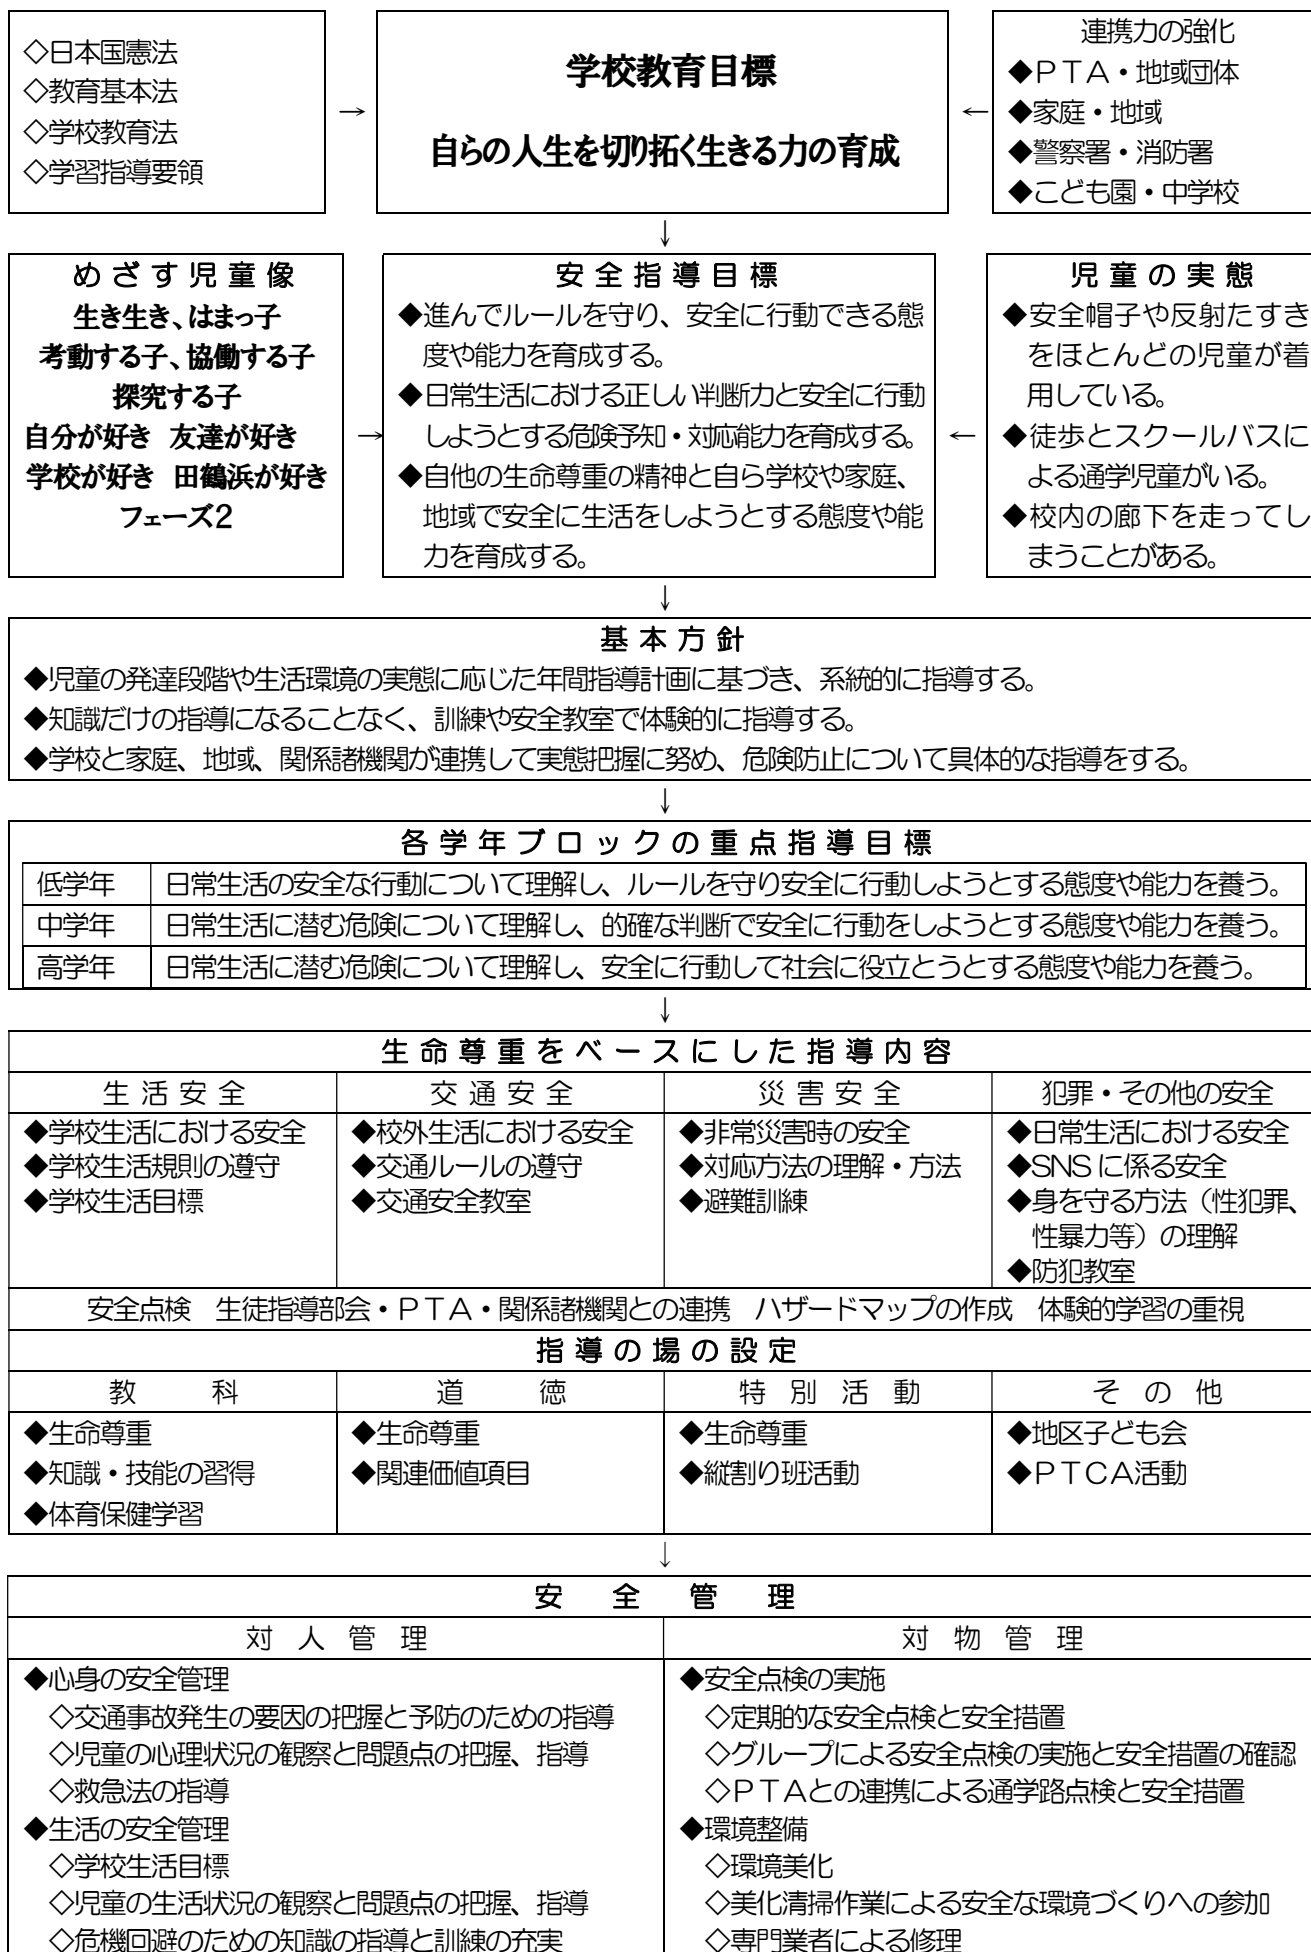 ◇日本国憲法
◇教育基本法
◇学校教育法
◇学習指導要領
→
学校教育目標
自らの人生を切り拓く生きる力の育成
←
連携力の強化
◆PTA・地域団体
◆家庭・地域
◆警察署・消防署
◆こども園・中学校
↓
めざす児童像
生き生き、はまっ子
考動する子、協働する子
探究する子
自分が好き 友達が好き
学校が好き 田鶴浜が好き
フェーズ2
→
安全指導目標
◆進んでルールを守り、安全に行動できる態
度や能力を育成する。
◆日常生活における正しい判断力と安全に行動
しようとする危険予知・対応能力を育成する。
◆自他の生命尊重の精神と自ら学校や家庭、
地域で安全に生活をしようとする態度や能
力を育成する。
←
児童の実態
◆安全帽子や反射たすき
をほとんどの児童が着
用している。
◆徒歩とスクールバスに
よる通学児童がいる。
◆校内の廊下を走ってし
まうことがある。
↓
基本方針
◆児童の発達段階や生活環境の実態に応じた年間指導計画に基づき、系統的に指導する。
◆知識だけの指導になることなく、訓練や安全教室で体験的に指導する。
◆学校と家庭、地域、関係諸機関が連携して実態把握に努め、危険防止について具体的な指導をする。
↓
各学年ブロックの重点指導目標
低学年 日常生活の安全な行動について理解し、ルールを守り安全に行動しようとする態度や能力を養う。
中学年 日常生活に潜む危険について理解し、的確な判断で安全に行動をしようとする態度や能力を養う。
高学年 日常生活に潜む危険について理解し、安全に行動して社会に役立とうとする態度や能力を養う。
↓
生命尊重をベースにした指導内容
生活安全
◆学校生活における安全
◆学校生活規則の遵守
◆学校生活目標
交通安全
◆校外生活における安全
◆交通ルールの遵守
◆交通安全教室
災害安全
◆非常災害時の安全
◆対応方法の理解・方法
◆避難訓練
犯罪・その他の安全
◆日常生活における安全
◆SNSに係る安全
◆身を守る方法（性犯罪、
性暴力等）の理解
◆防犯教室
安全点検 生徒指導部会・PTA・関係諸機関との連携 ハザードマップの作成 体験的学習の重視
指導の場の設定
教科
◆生命尊重
◆知識・技能の習得
◆体育保健学習
道徳
◆生命尊重
◆関連価値項目
特別活動
◆生命尊重
◆縦割り班活動
その他
◆地区子ども会
◆PTCA活動
↓
安全管理
対人管理
◆心身の安全管理
◇交通事故発生の要因の把握と予防のための指導
◇児童の心理状況の観察と問題点の把握、指導
◇救急法の指導
◆生活の安全管理
◇学校生活目標
◇児童の生活状況の観察と問題点の把握、指導
◇危機回避のための知識の指導と訓練の充実
対物管理
◆安全点検の実施
◇定期的な安全点検と安全措置
◇グループによる安全点検の実施と安全措置の確認
◇PTAとの連携による通学路点検と安全措置
◆環境整備
◇環境美化
◇美化清掃作業による安全な環境づくりへの参加
◇専門業者による修理